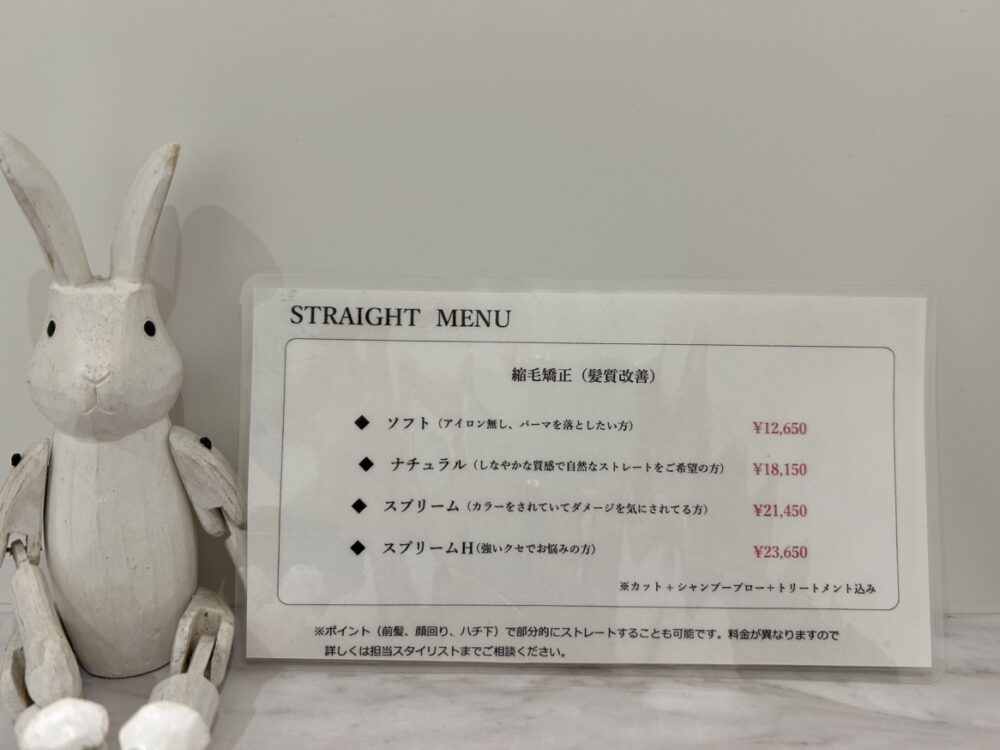 STRAIGHT MENU
縮毛矯正（髪質改善）
◆ ソフト（アイロン無し、パーマを落としたい方） ¥12,650
◆ ナチュラル（しなやかな質感で自然なストレートをご希望の方） ¥18,150
◆ スプリーム（カラーをされていてダメージを気にされてる方） ¥21,450
◆ スプリームH（強いクセでお悩みの方） ¥23,650
※カット＋シャンプーブロー＋トリートメント込み
※ポイント（前髪、顔回り、ハチ下）で部分的にストレートすることも可能です。料金が異なりますので
詳しくは担当スタイリストまでご相談ください。